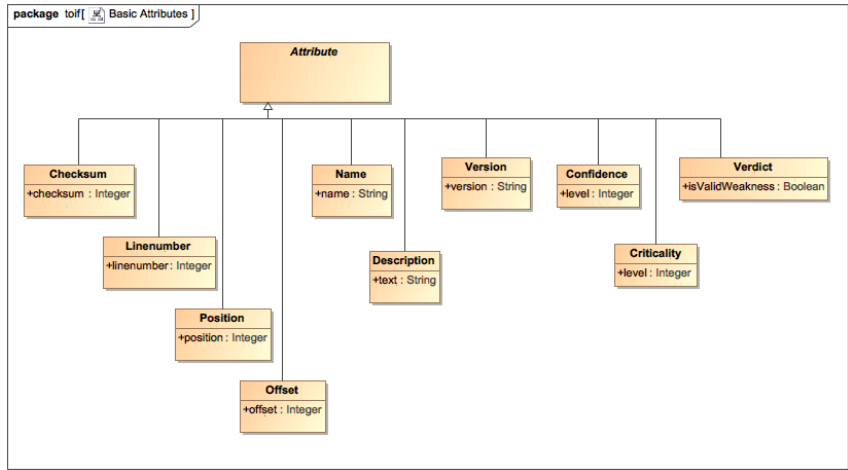 package toif[ Basic Attributes ]
Attribute
Checksum
+checksum : Integer
Linenumber
+linenumber : Integer
Position
+position : Integer
Offset
+offset : Integer
Name
+name : String
Description
+text : String
Version
+version : String
Confidence
+level : Integer
Criticality
+level : Integer
Verdict
+isValidWeakness : Boolean